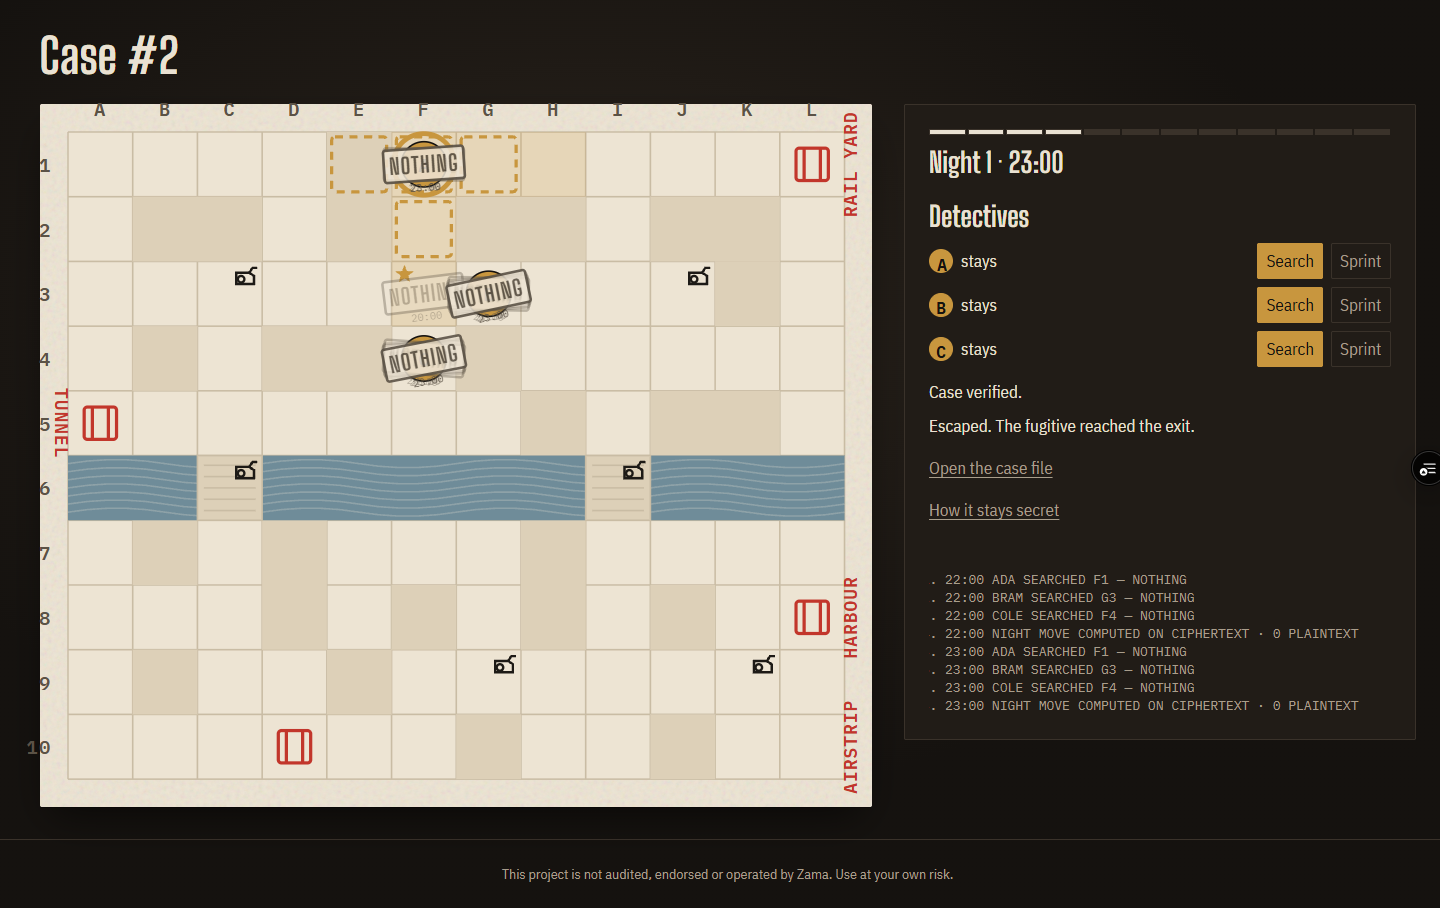 Case #2
A B C D E F G H I J K L
1
2
3
4
5
6
7
8
9
10
RAIL YARD
TUNNEL
HARBOUR
AIRSTRIP
NOTHING
NOTHING
20:00
NOTHING
NOTHING
Night 1 · 23:00
Detectives
A stays Search Sprint
B stays Search Sprint
C stays Search Sprint
Case verified.
Escaped. The fugitive reached the exit.
Open the case file
How it stays secret
. 22:00 ADA SEARCHED F1 — NOTHING
. 22:00 BRAM SEARCHED G3 — NOTHING
. 22:00 COLE SEARCHED F4 — NOTHING
. 22:00 NIGHT MOVE COMPUTED ON CIPHERTEXT · 0 PLAINTEXT
. 23:00 ADA SEARCHED F1 — NOTHING
. 23:00 BRAM SEARCHED G3 — NOTHING
. 23:00 COLE SEARCHED F4 — NOTHING
. 23:00 NIGHT MOVE COMPUTED ON CIPHERTEXT · 0 PLAINTEXT
This project is not audited, endorsed or operated by Zama. Use at your own risk.